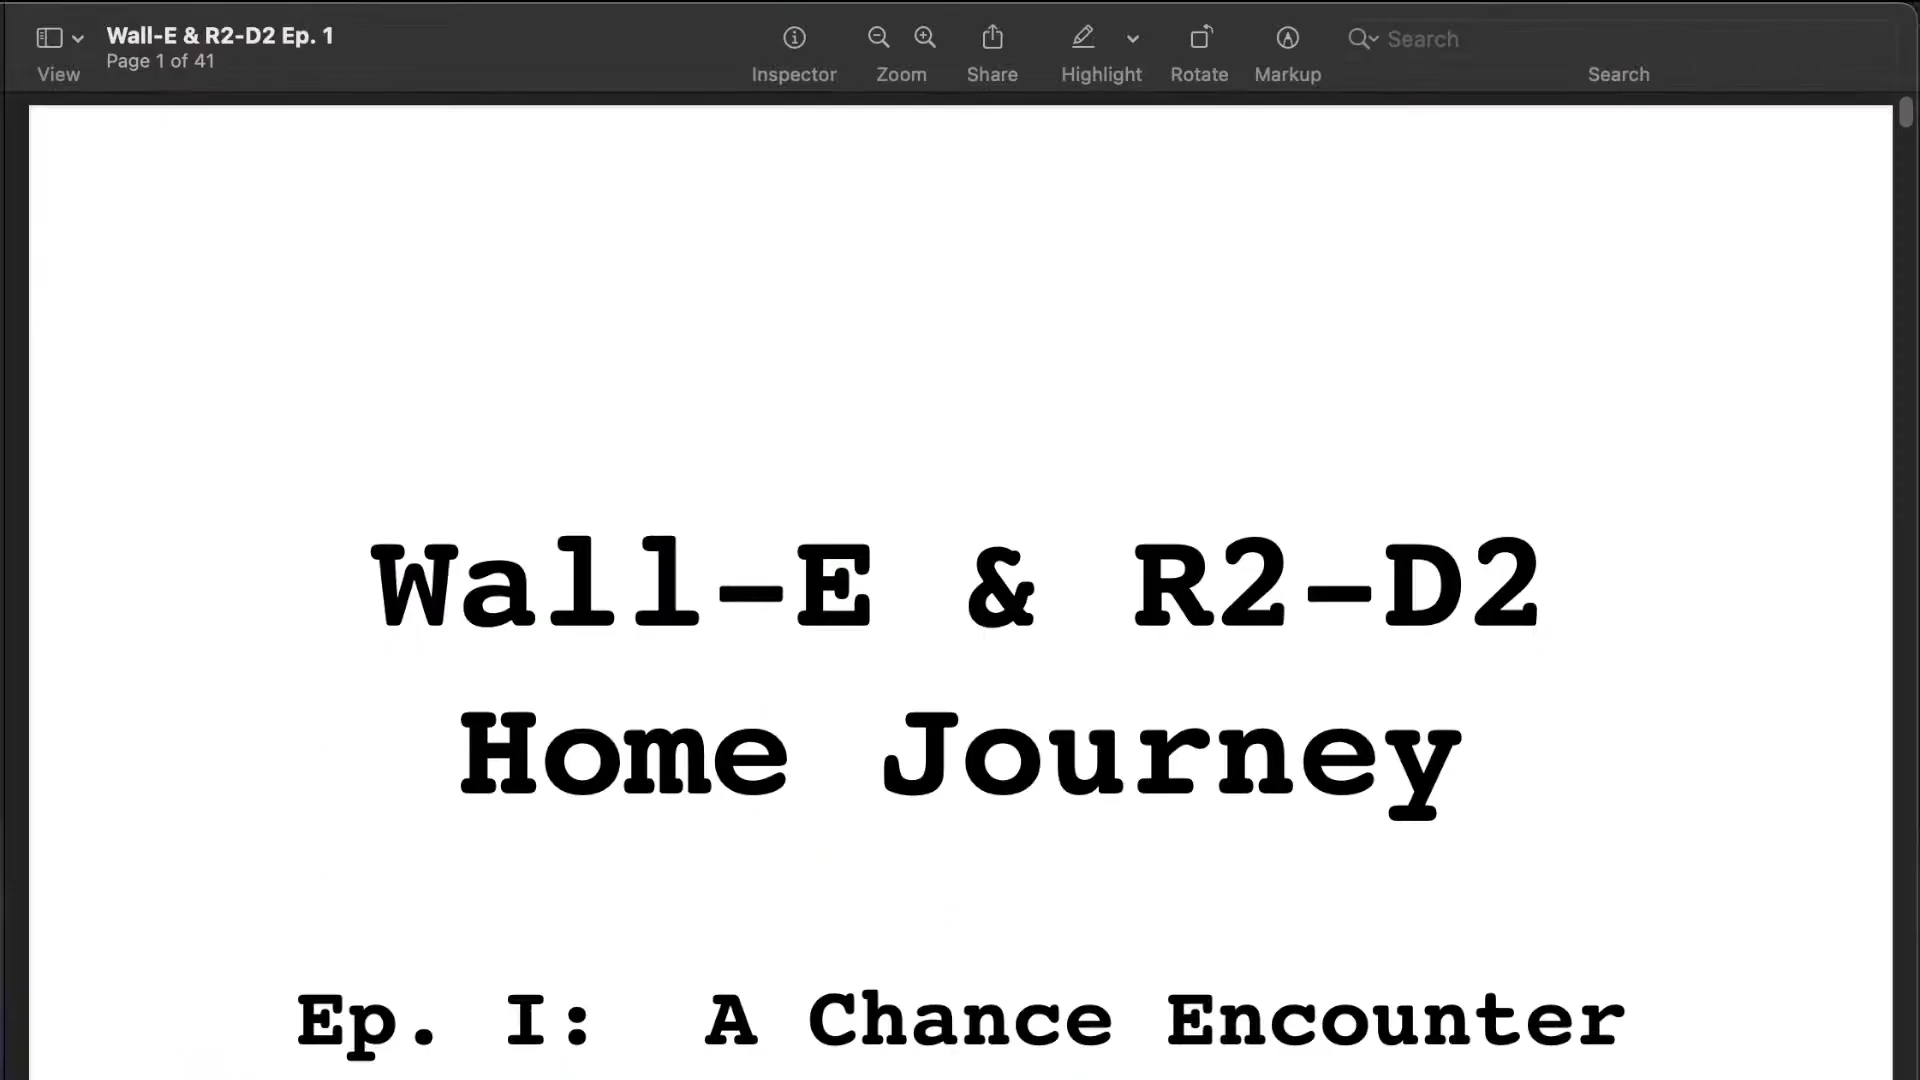 Wall-E & R2-D2 Ep. 1
Page 1 of 41
View
Inspector
Zoom
Share
Highlight
Rotate
Markup
Search
Search
Wall-E & R2-D2
Home Journey
Ep. I: A Chance Encounter